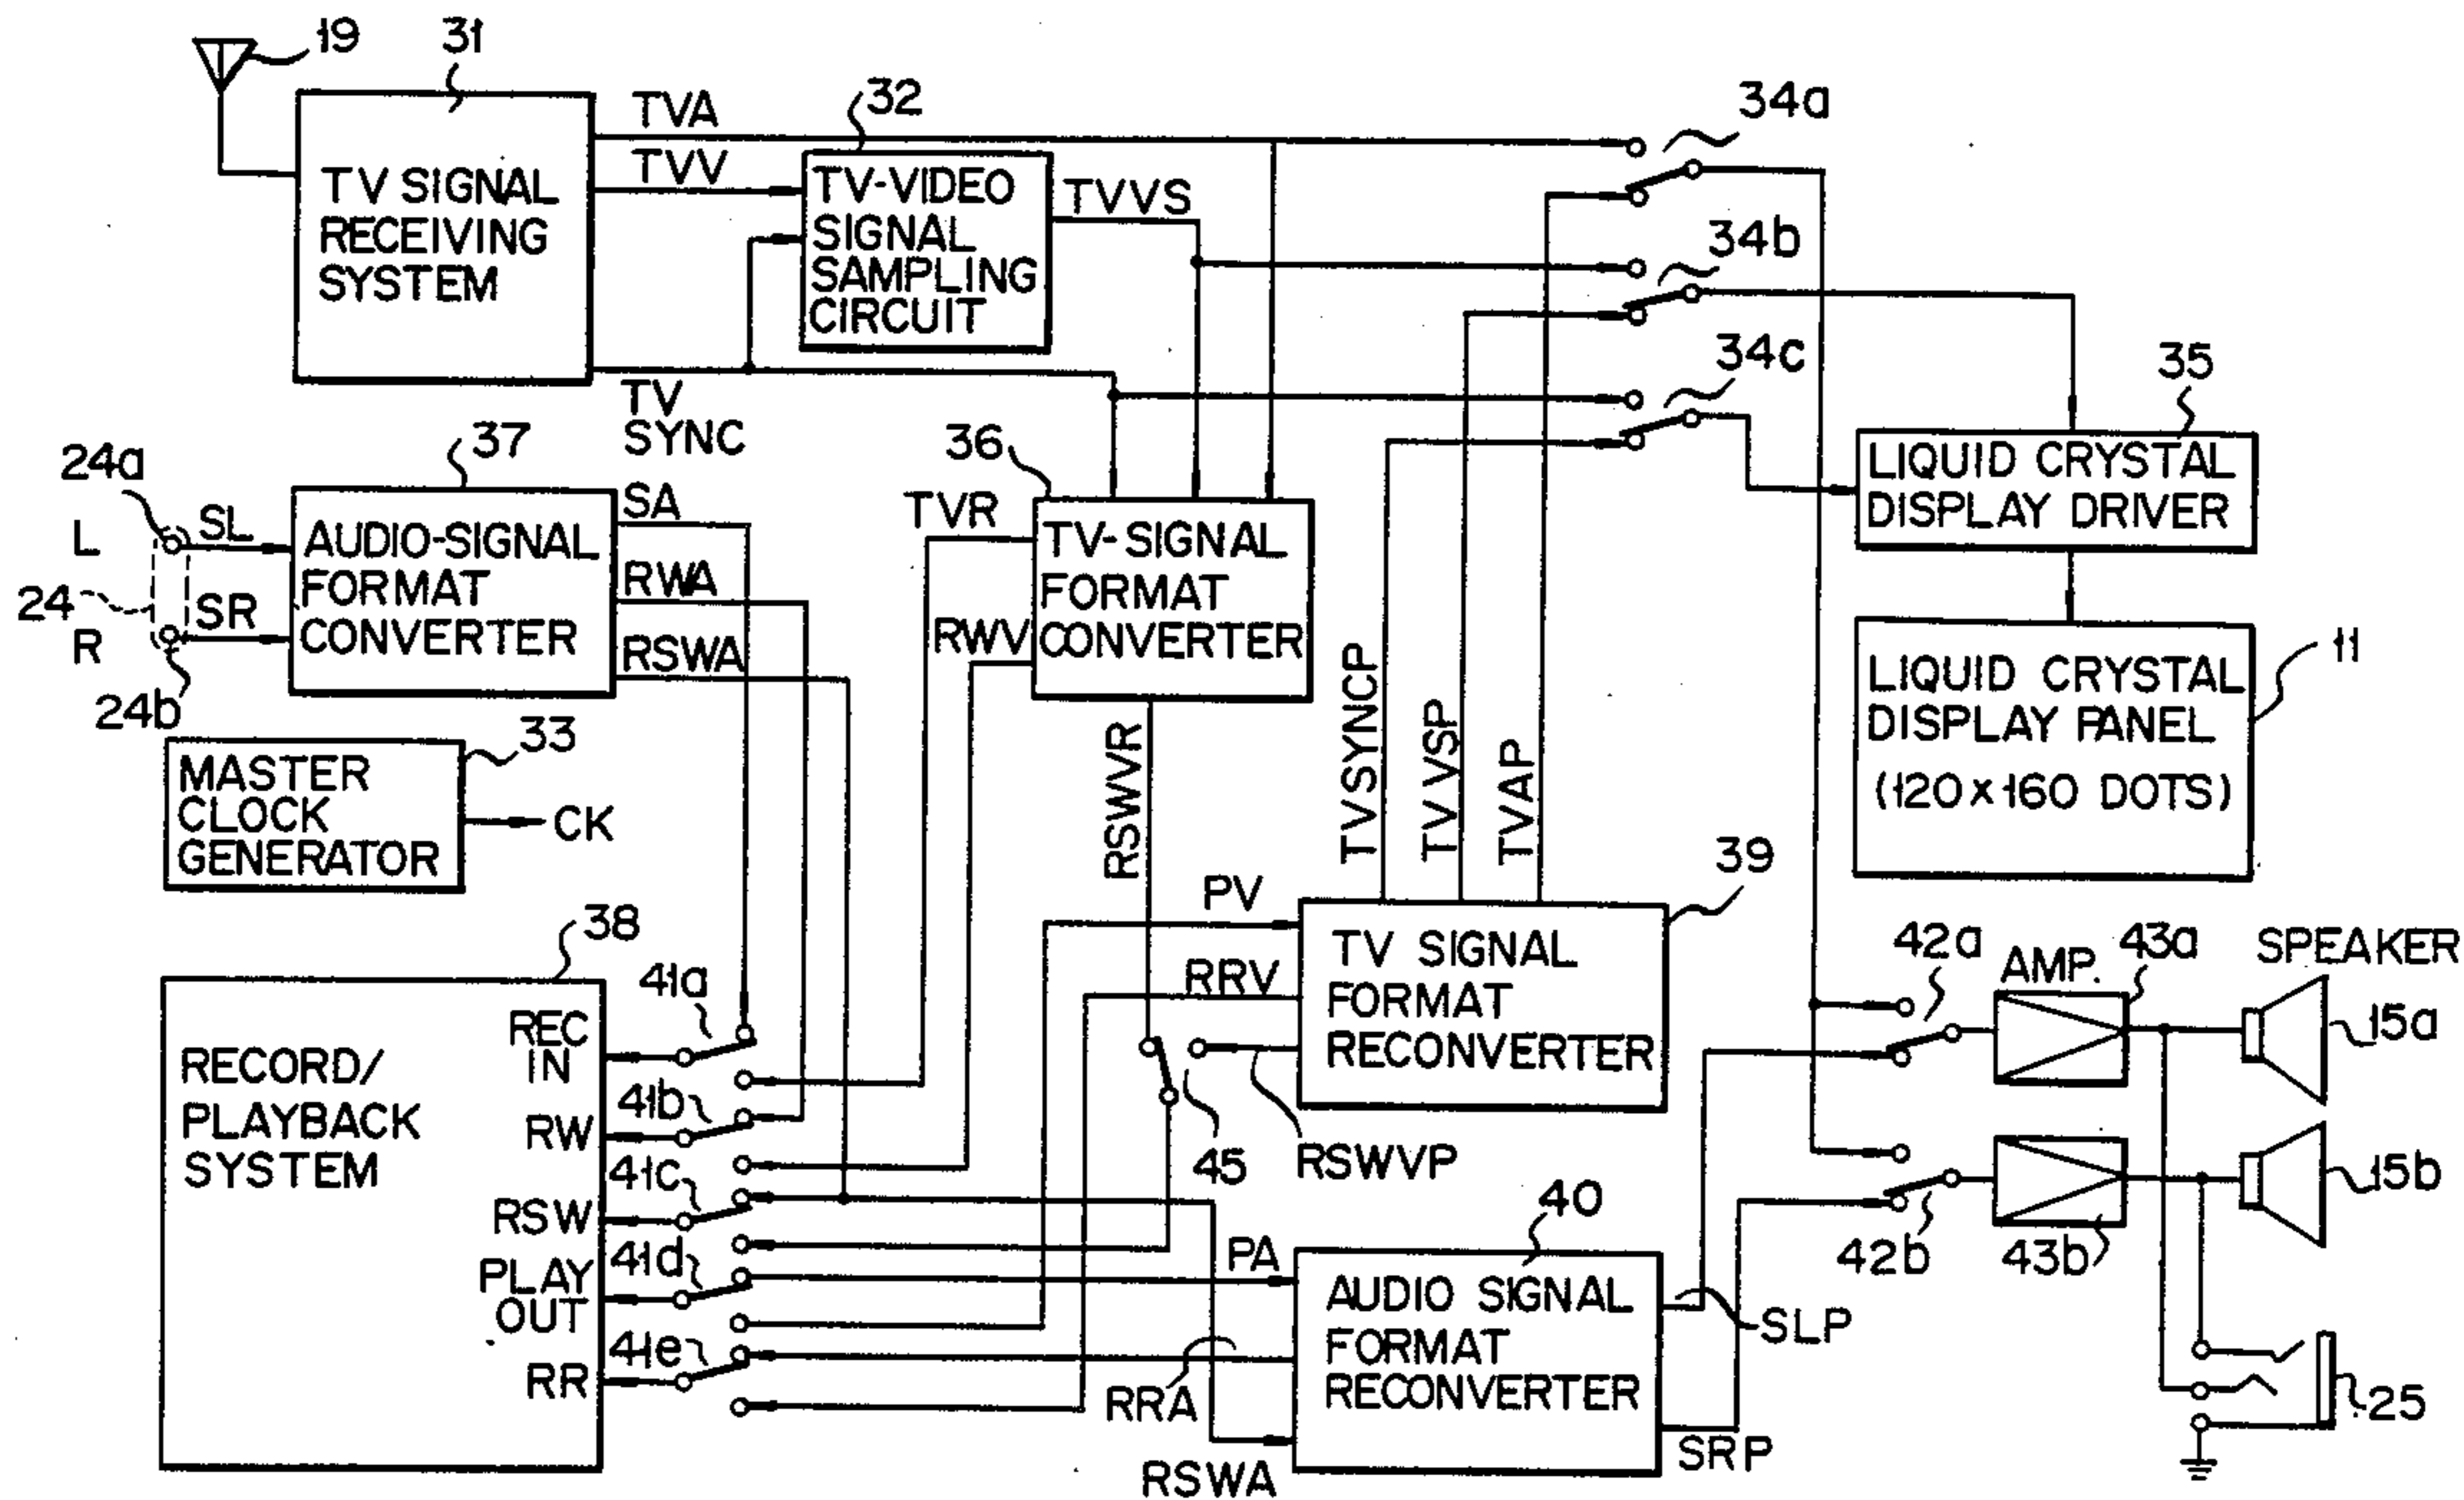 19
31
32
34a
TVA
TVV
TV SIGNAL
RECEIVING
SYSTEM
TV-VIDEO
SIGNAL
SAMPLING
CIRCUIT
TVVS
34b
34c
35
TV
SYNC
24a
37
36
LIQUID CRYSTAL
DISPLAY DRIVER
L
SL
24
SR
R
24b
AUDIO-SIGNAL
FORMAT
CONVERTER
SA
RWA
RSWA
TVR
RWV
TV-SIGNAL
FORMAT
CONVERTER
11
LIQUID CRYSTAL
DISPLAY PANEL
(120×160 DOTS)
33
MASTER
CLOCK
GENERATOR
CK
RSWVR
TVSYNCP
TVVSP
TVAP
39
PV
RRV
TV SIGNAL
FORMAT
RECONVERTER
45
RSWVP
42a
AMP.
43a
SPEAKER
15a
38
RECORD/
PLAYBACK
SYSTEM
REC
IN
RW
RSW
PLAY
OUT
RR
41a
41b
41c
41d
41e
42b
43b
15b
40
PA
RRA
RSWA
AUDIO SIGNAL
FORMAT
RECONVERTER
SLP
SRP
25